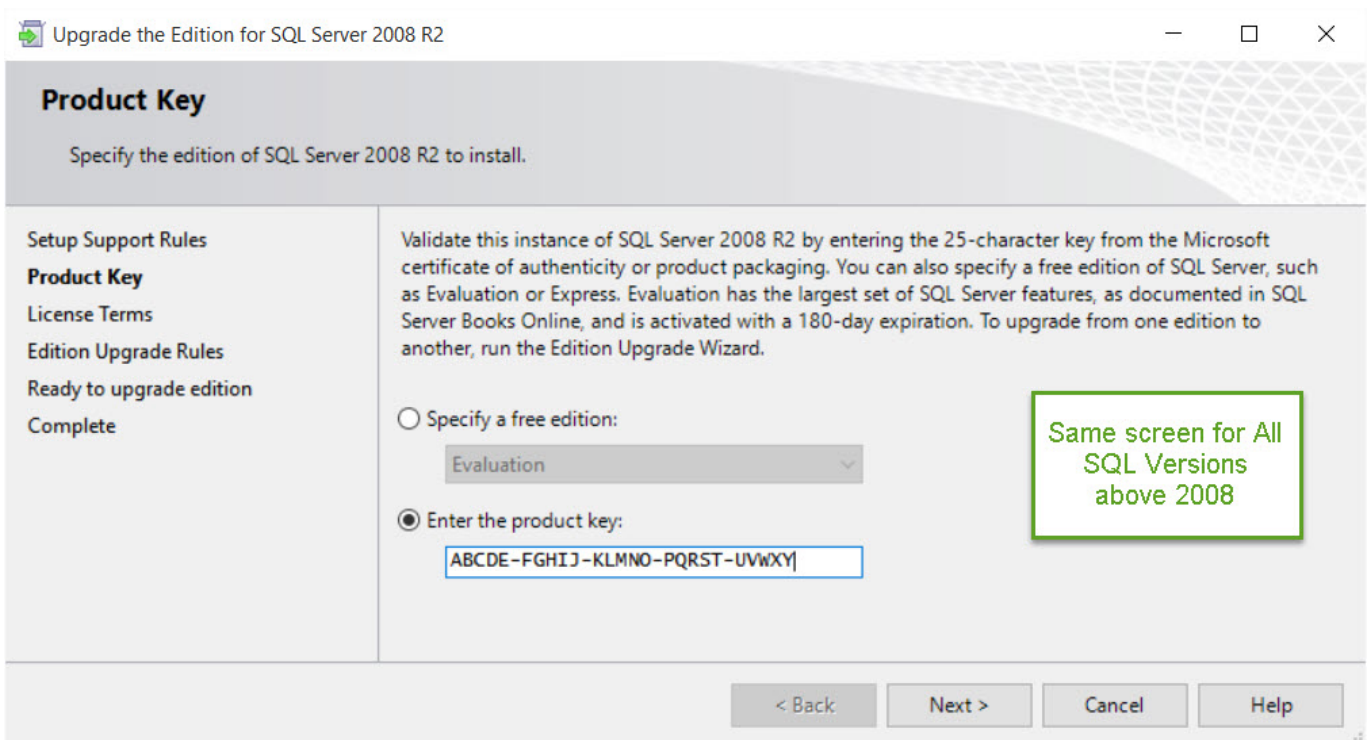 Upgrade the Edition for SQL Server 2008 R2
Product Key
Specify the edition of SQL Server 2008 R2 to install.
Setup Support Rules
Product Key
License Terms
Edition Upgrade Rules
Ready to upgrade edition
Complete
Validate this instance of SQL Server 2008 R2 by entering the 25-character key from the Microsoft
certificate of authenticity or product packaging. You can also specify a free edition of SQL Server, such
as Evaluation or Express. Evaluation has the largest set of SQL Server features, as documented in SQL
Server Books Online, and is activated with a 180-day expiration. To upgrade from one edition to
another, run the Edition Upgrade Wizard.
Specify a free edition:
Evaluation
Enter the product key:
ABCDE-FGHIJ-KLMNO-PQRST-UVWXY
Same screen for All
SQL Versions
above 2008
< Back
Next >
Cancel
Help